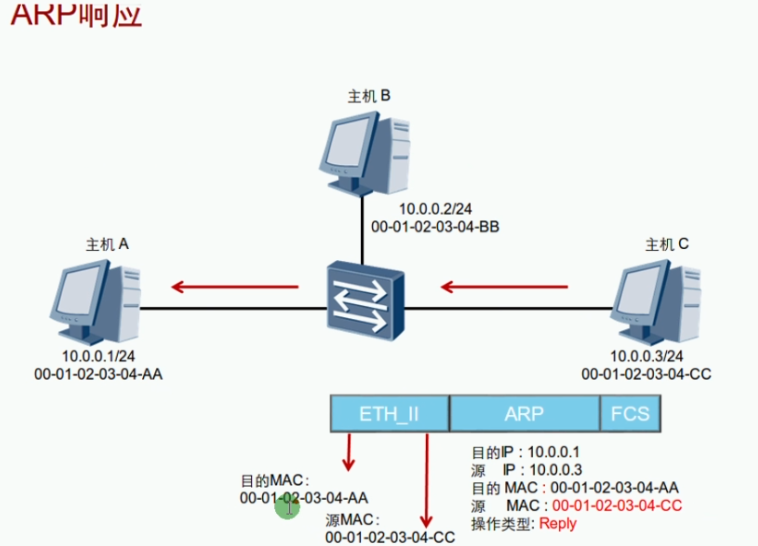 ARP响应
主机 B
10.0.0.2/24
00-01-02-03-04-BB
主机 A
主机 C
10.0.0.1/24
00-01-02-03-04-AA
10.0.0.3/24
00-01-02-03-04-CC
ETH_II
ARP
FCS
目的MAC:
00-01-02-03-04-AA
源MAC:
00-01-02-03-04-CC
目的IP : 10.0.0.1
源 IP : 10.0.0.3
目的 MAC : 00-01-02-03-04-AA
源 MAC : 00-01-02-03-04-CC
操作类型: Reply